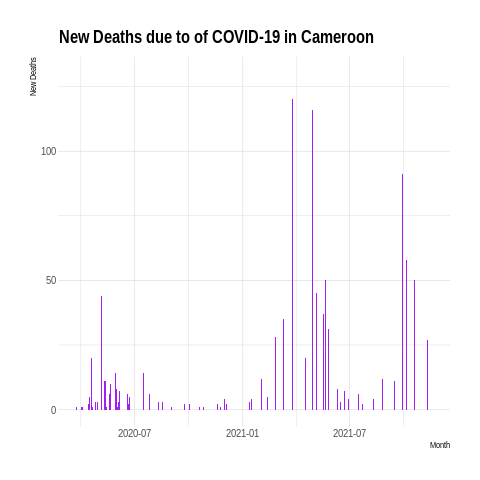 New Deaths due to of COVID-19 in Cameroon
New Deaths
100
50
0
2020-07
2021-01
2021-07
Month